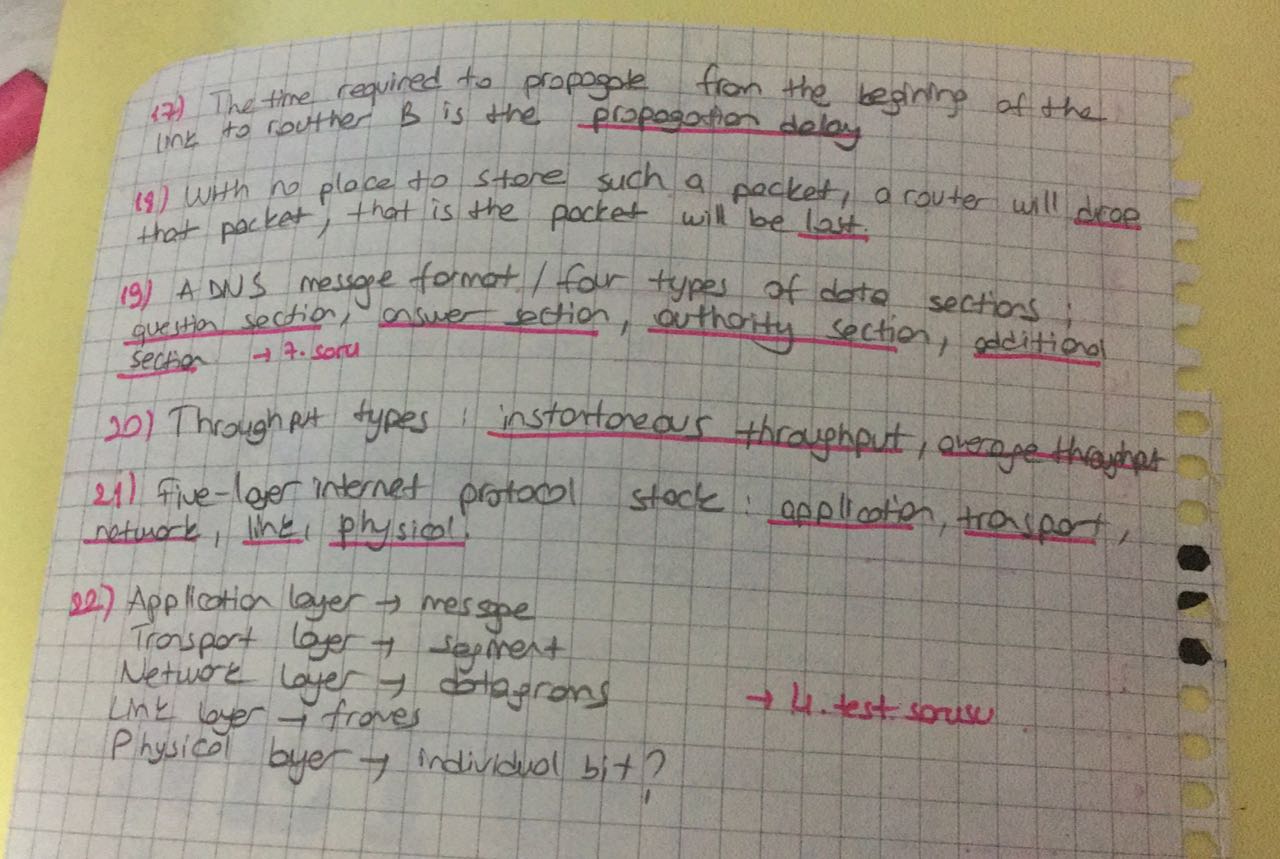 17) The time required to propagate from the begining of the
link to routher B is the propagation delay
18) With no place to store such a packet, a router will drop
that packet, that is the packet will be lost.
19) A DNS message format / four types of data sections;
question section, answer section, authority section, additional
section → 7. soru
20) Throughput types : instantaneous throughput, average throughput
21) Five-layer internet protocol stack : application, transport,
network, link, physical.
22) Application layer → message
Transport layer → segment
Network layer → datagrams
Link layer → frames
→ 4. test sorusu
Physical layer → individual bit?